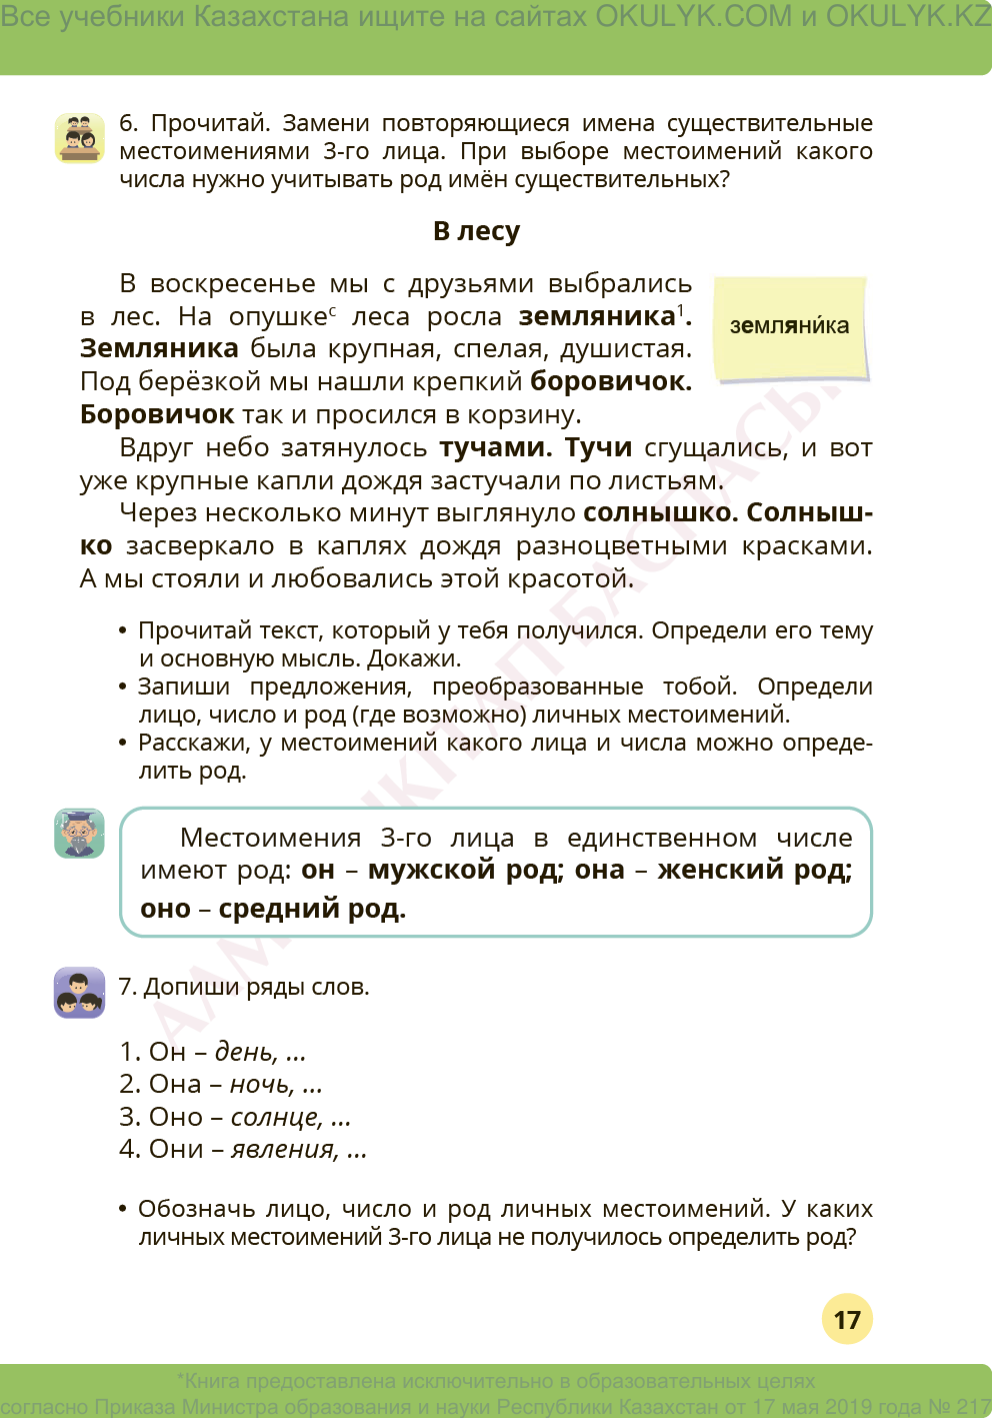 Все учебники Казахстана ищите на сайтах OKULYK.COM и OKULYK.KZ
6. Прочитай. Замени повторяющиеся имена существительные
местоимениями 3-го лица. При выборе местоимений какого
числа нужно учитывать род имён существительных?
В лесу
В воскресенье мы с друзьями выбрались
в лес. На опушкеᶜ леса росла земляника¹.
Земляника была крупная, спелая, душистая.
Под берёзкой мы нашли крепкий боровичок.
Боровичок так и просился в корзину.
земляни́ка
Вдруг небо затянулось тучами. Тучи сгущались, и вот
уже крупные капли дождя застучали по листьям.
Через несколько минут выглянуло солнышко. Солныш-
ко засверкало в каплях дождя разноцветными красками.
А мы стояли и любовались этой красотой.
• Прочитай текст, который у тебя получился. Определи его тему
и основную мысль. Докажи.
• Запиши предложения, преобразованные тобой. Определи
лицо, число и род (где возможно) личных местоимений.
• Расскажи, у местоимений какого лица и числа можно опреде-
лить род.
Местоимения 3-го лица в единственном числе
имеют род: он – мужской род; она – женский род;
оно – средний род.
7. Допиши ряды слов.
1. Он – день, ...
2. Она – ночь, ...
3. Оно – солнце, ...
4. Они – явления, ...
• Обозначь лицо, число и род личных местоимений. У каких
личных местоимений 3-го лица не получилось определить род?
17
*Книга предоставлена исключительно в образовательных целях
согласно Приказа Министра образования и науки Республики Казахстан от 17 мая 2019 года № 217